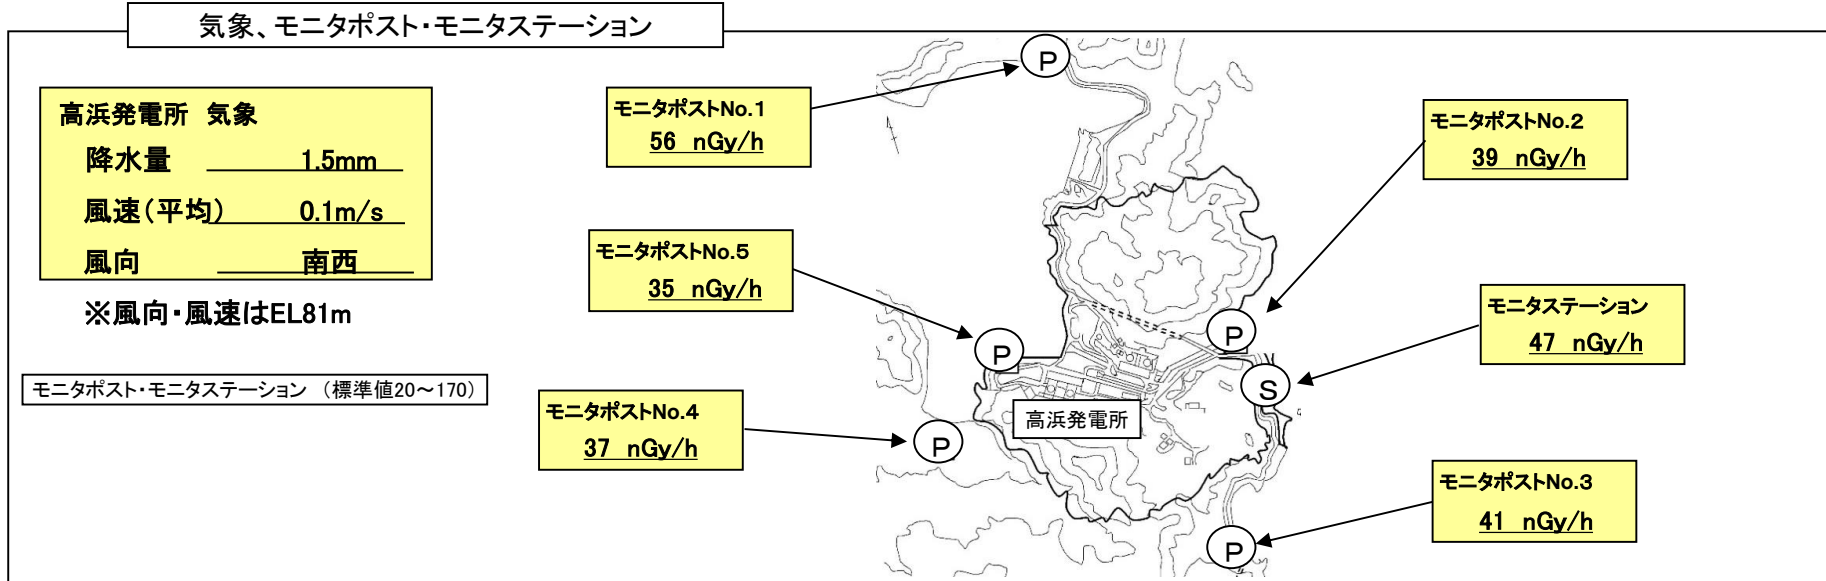 気象、モニタポスト・モニタステーション
高浜発電所 気象
降水量 1.5mm
風速(平均) 0.1m/s
風向 南西
※風向・風速はEL81m
モニタポスト・モニタステーション (標準値20~170)
モニタポストNo.1
56 nGy/h
モニタポストNo.2
39 nGy/h
モニタポストNo.5
35 nGy/h
モニタステーション
47 nGy/h
モニタポストNo.4
37 nGy/h
モニタポストNo.3
41 nGy/h
高浜発電所
P
P
P
S
P
P